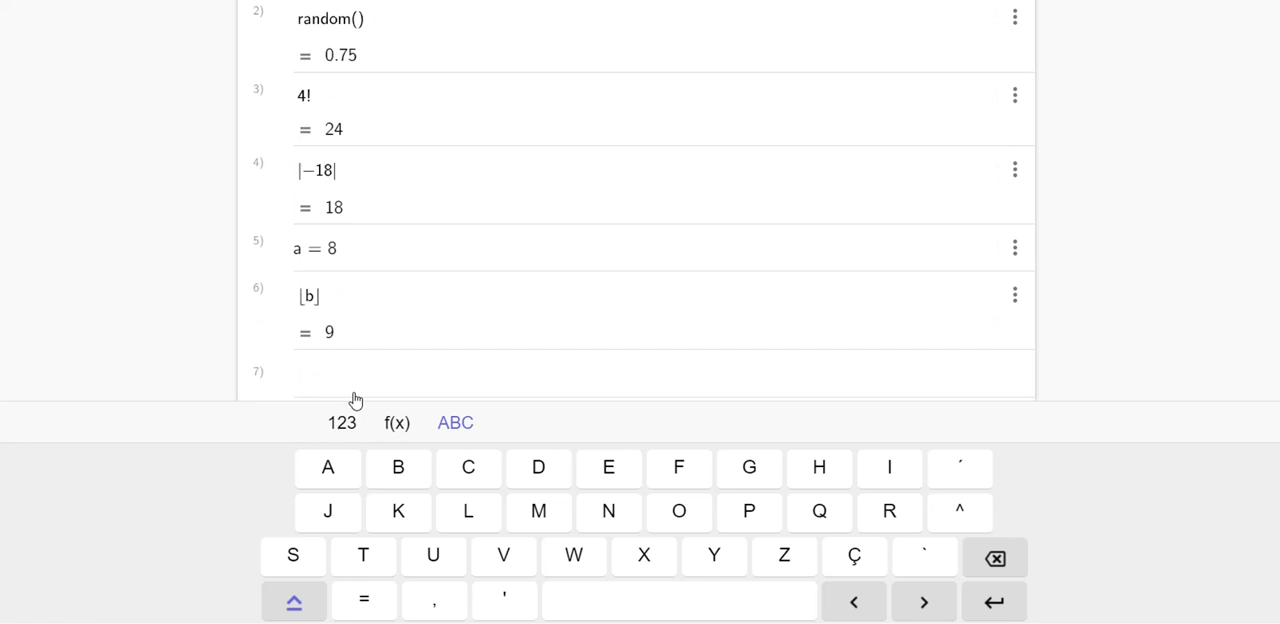 2)
random()
= 0.75
3)
4!
= 24
4)
|−18|
= 18
5)
a = 8
6)
⌊b⌋
= 9
7)
123 f(x) ABC
A B C D E F G H I ´
J K L M N O P Q R ^
S T U V W X Y Z Ç `
= , ' < >